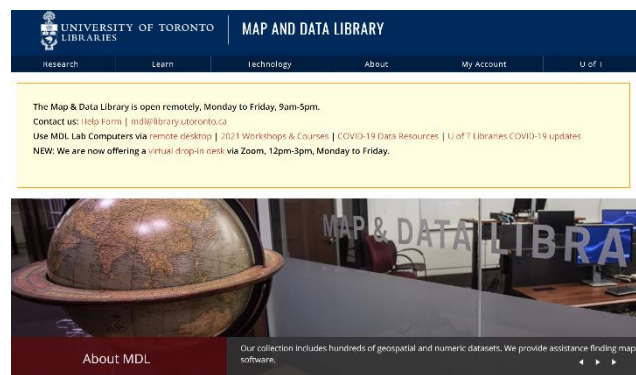 UNIVERSITY OF TORONTO
LIBRARIES
MAP AND DATA LIBRARY
Research Learn Technology About My Account U of T
The Map & Data Library is open remotely, Monday to Friday, 9am-5pm.
Contact us: Help Form | mdl@library.utoronto.ca
Use MDL Lab Computers via remote desktop | 2021 Workshops & Courses | COVID-19 Data Resources | U of T Libraries COVID-19 updates
NEW: We are now offering a virtual drop-in desk via Zoom, 12pm-3pm, Monday to Friday.
MAP & DATA LIBRA
About MDL
Our collection includes hundreds of geospatial and numeric datasets. We provide assistance finding map
software.